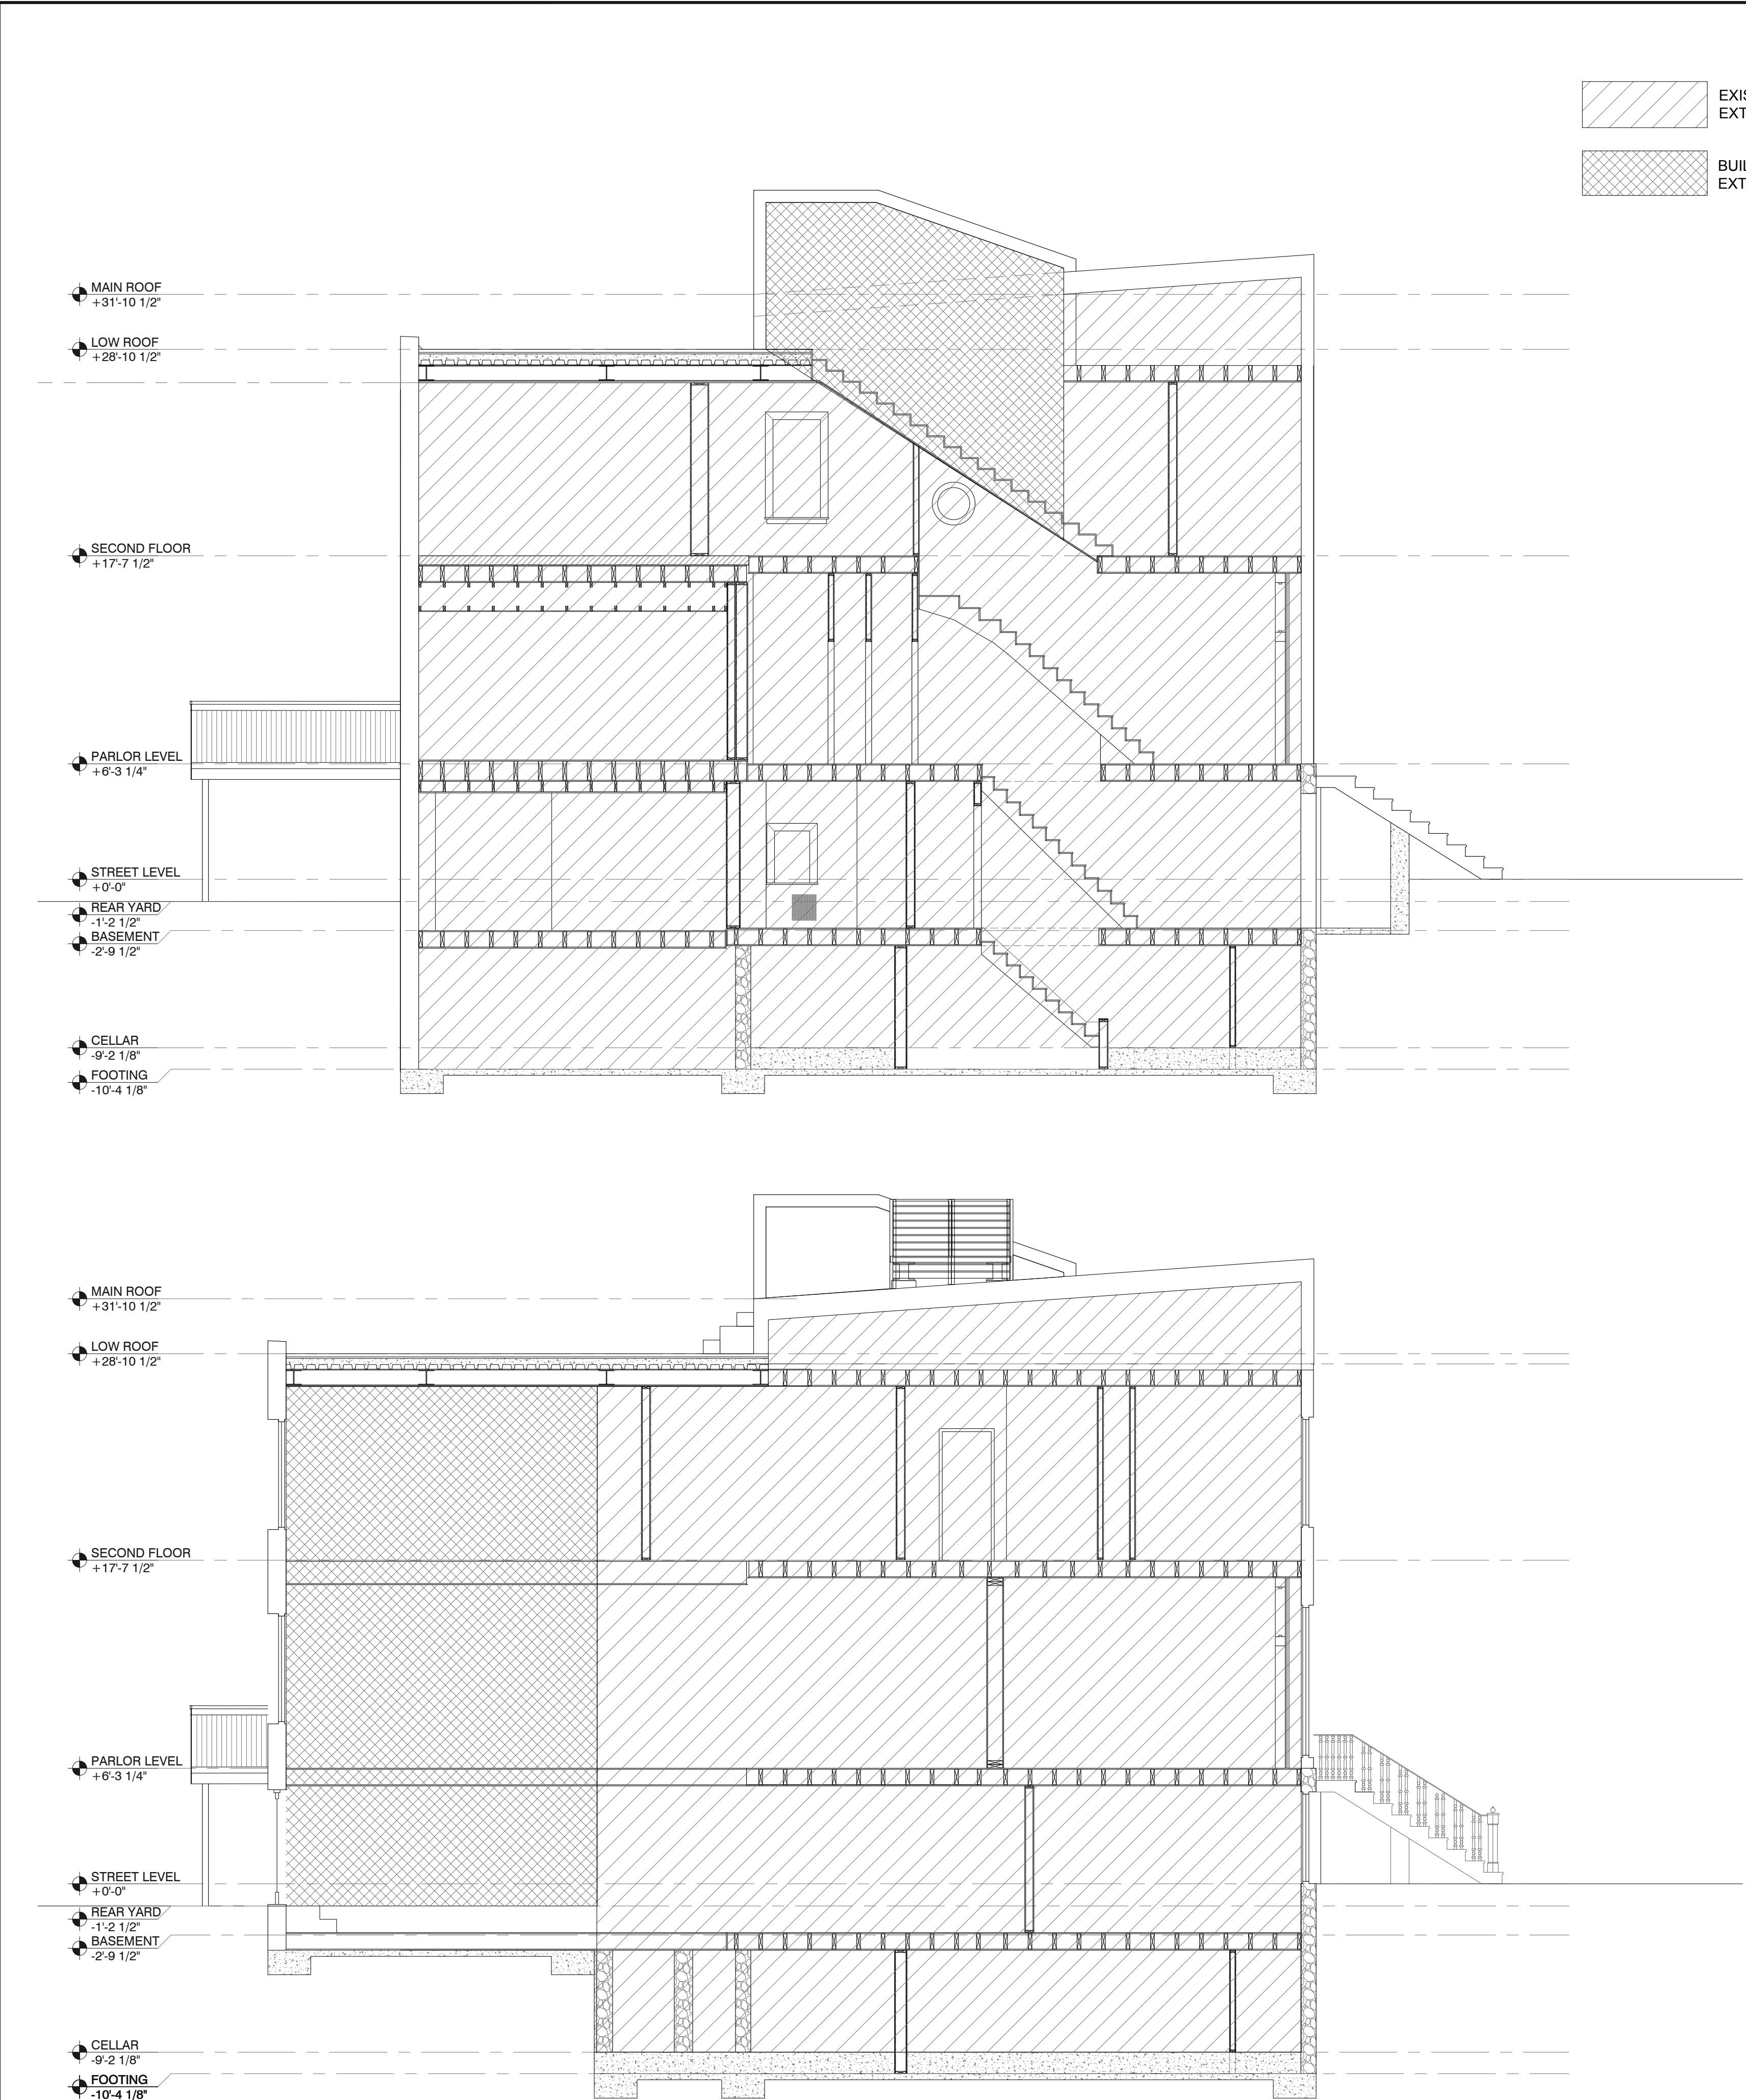 EXIS
EXT
BUIL
EXT
MAIN ROOF
+31'-10 1/2"
LOW ROOF
+28'-10 1/2"
SECOND FLOOR
+17'-7 1/2"
PARLOR LEVEL
+6'-3 1/4"
STREET LEVEL
+0'-0"
REAR YARD
-1'-2 1/2"
BASEMENT
-2'-9 1/2"
CELLAR
-9'-2 1/8"
FOOTING
-10'-4 1/8"
MAIN ROOF
+31'-10 1/2"
LOW ROOF
+28'-10 1/2"
SECOND FLOOR
+17'-7 1/2"
PARLOR LEVEL
+6'-3 1/4"
STREET LEVEL
+0'-0"
REAR YARD
-1'-2 1/2"
BASEMENT
-2'-9 1/2"
CELLAR
-9'-2 1/8"
FOOTING
-10'-4 1/8"